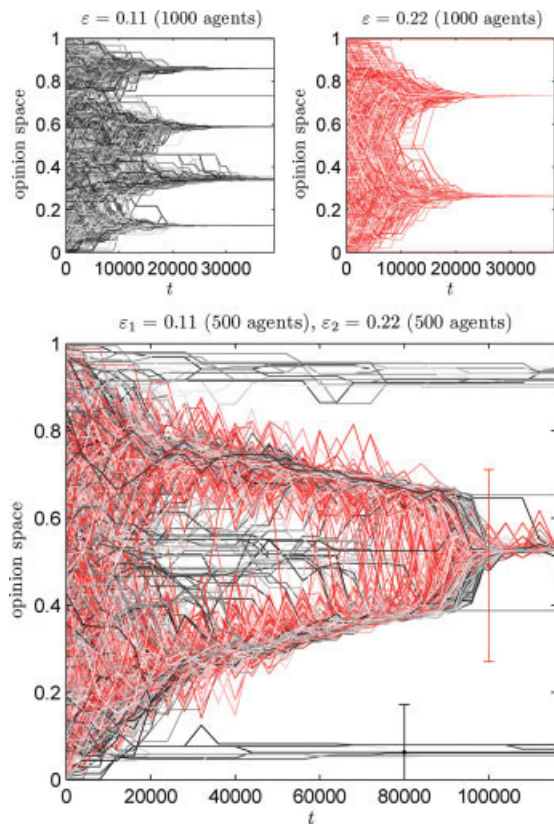 ε = 0.11 (1000 agents)
1
0.8
0.6
0.4
0.2
0
opinion space
0 10000 20000 30000
t
ε = 0.22 (1000 agents)
1
0.8
0.6
0.4
0.2
0
opinion space
0 10000 20000 30000
t
ε₁ = 0.11 (500 agents), ε₂ = 0.22 (500 agents)
1
0.8
0.6
0.4
0.2
0
opinion space
0 20000 40000 60000 80000 100000
t